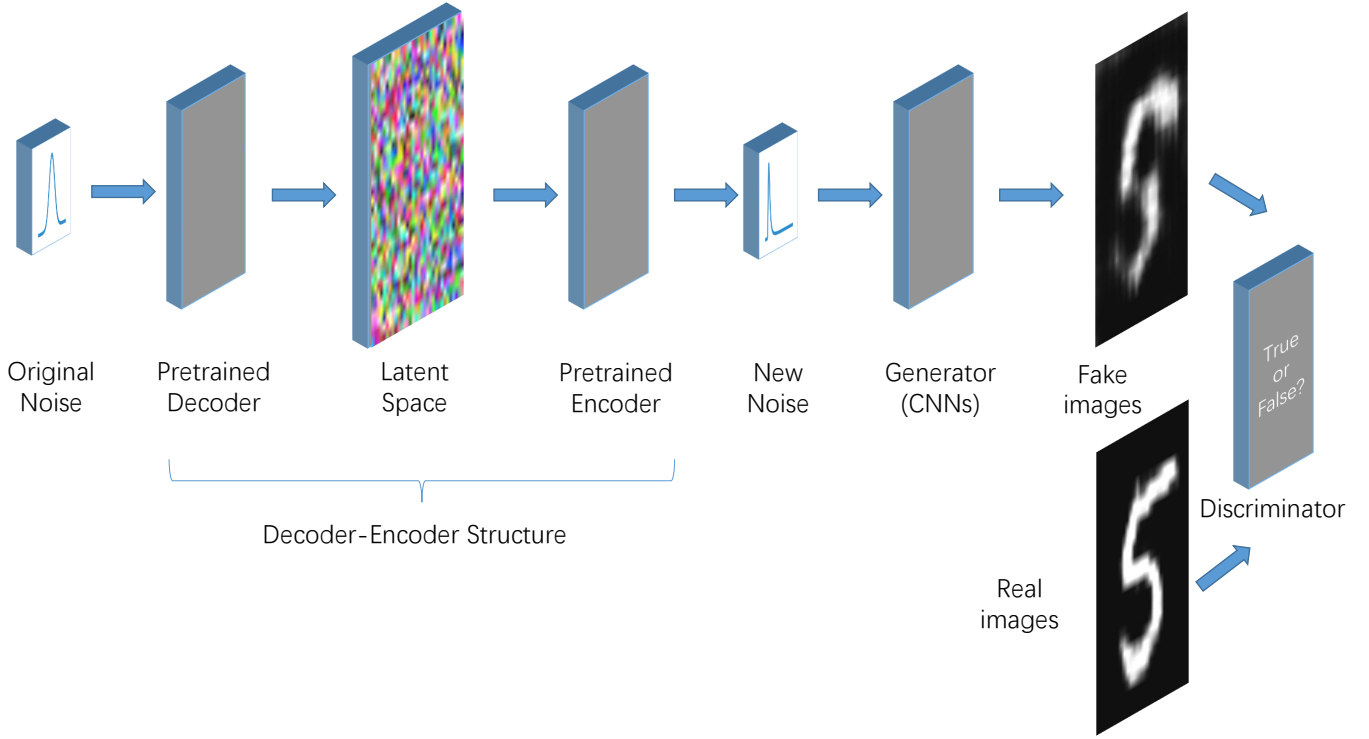 Original
Noise
Pretrained
Decoder
Latent
Space
Pretrained
Encoder
New
Noise
Generator
(CNNs)
Fake
images
True
or
False?
Discriminator
Decoder-Encoder Structure
Real
images